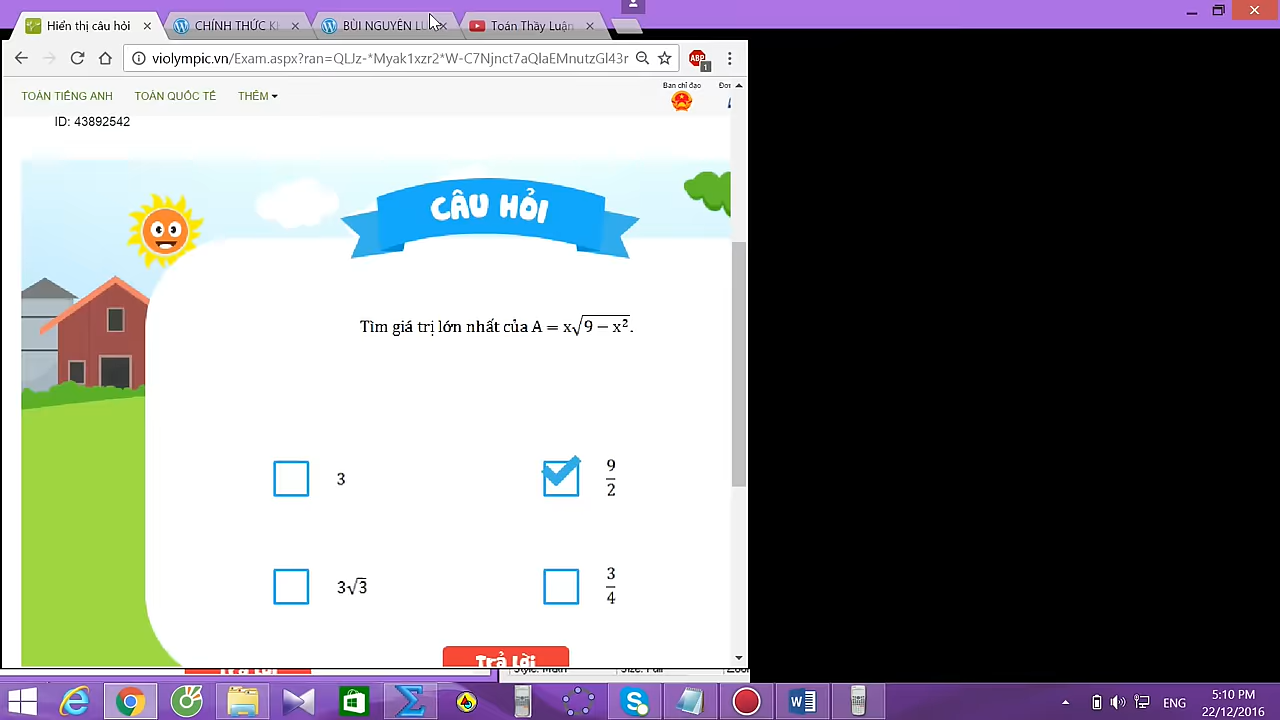 Hiển thị câu hỏi
CHÍNH THỨC K
BÙI NGUYÊN L
Toán Thầy Luận
violympic.vn/Exam.aspx?ran=QLJz-*Myak1xzr2*W-C7Njnct7aQlaEMnutzGl43r
ABP
1
TOÁN TIẾNG ANH
TOÁN QUỐC TẾ
THÊM
Ban chỉ đạo
ID: 43892542
CÂU HỎI
Tìm giá trị lớn nhất của A = x√(9 − x²).
3
9/2
3√3
3/4
Trả lời
ENG
5:10 PM
22/12/2016